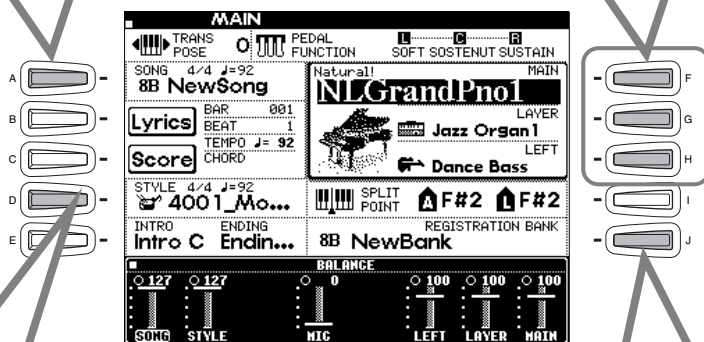 MAIN
TRANS POSE 0 PEDAL FUNCTION L C R
SOFT SOSTENUT SUSTAIN
SONG 4/4 ♩=92
8B NewSong
Lyrics
BAR 001
BEAT 1
TEMPO ♩= 92
Score
CHORD
Natural! MAIN
NLGrandPno1
LAYER
Jazz Organ1
LEFT
Dance Bass
STYLE 4/4 ♩=92
4001_Mo...
SPLIT POINT A F#2 L F#2
INTRO ENDING
Intro C Endin...
REGISTRATION BANK
8B NewBank
BALANCE
127 127 0 100 100 100
SONG STYLE MIC LEFT LAYER MAIN
A
B
C
D
E
F
G
H
I
J